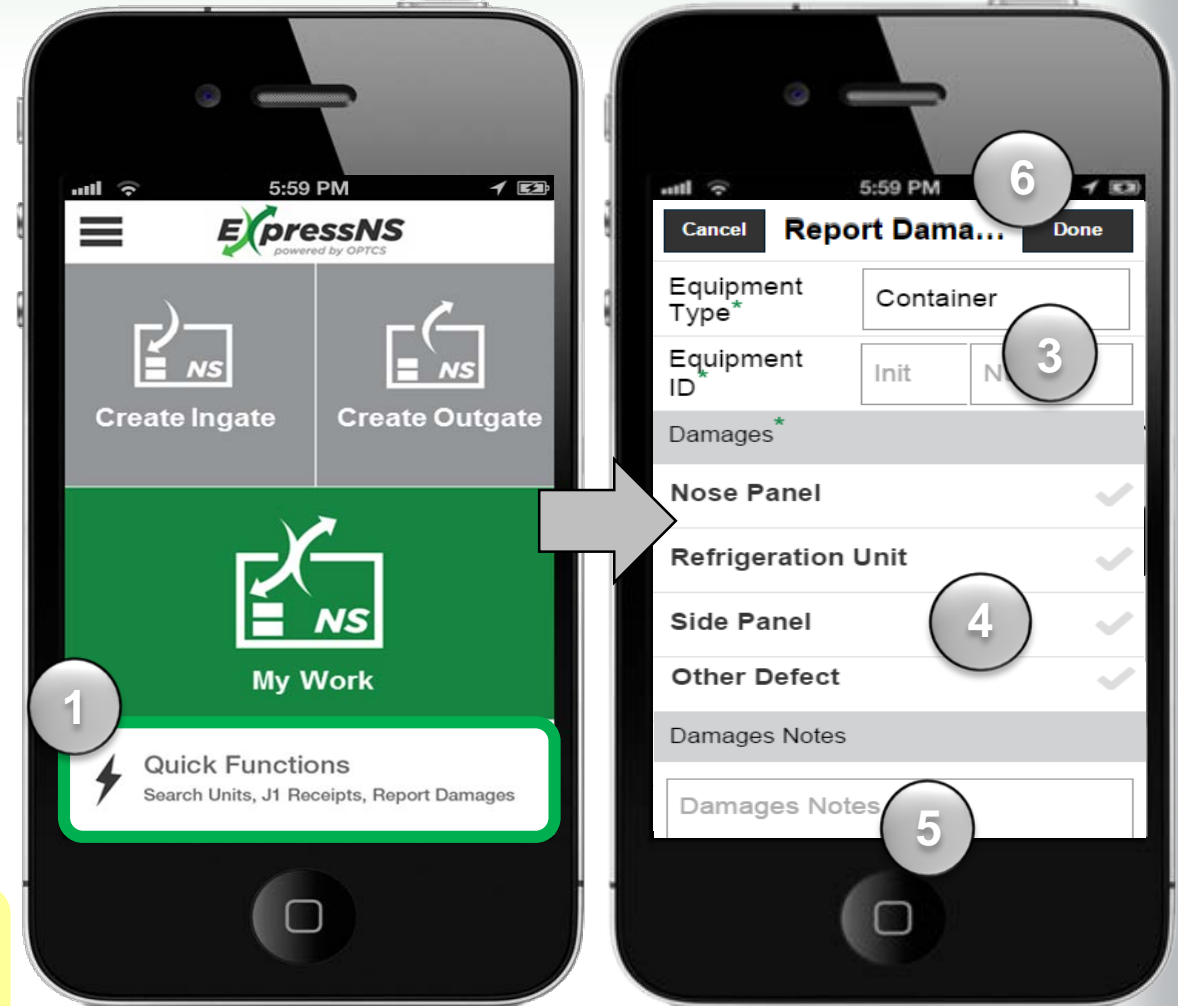 5:59 PM
ExpressNS
powered by OPTCS
NS
Create Ingate
NS
Create Outgate
NS
My Work
1
Quick Functions
Search Units, J1 Receipts, Report Damages
6
5:59 PM
Cancel
Report Dama...
Done
Equipment
Type*
Container
3
Equipment
ID*
Init
Damages*
Nose Panel
Refrigeration Unit
Side Panel
4
Other Defect
Damages Notes
Damages Notes
5